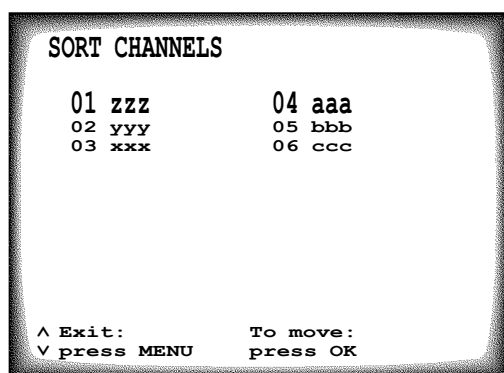 SORT CHANNELS
01 zzz 04 aaa
02 yyy 05 bbb
03 xxx 06 ccc
^ Exit: To move:
v press MENU press OK